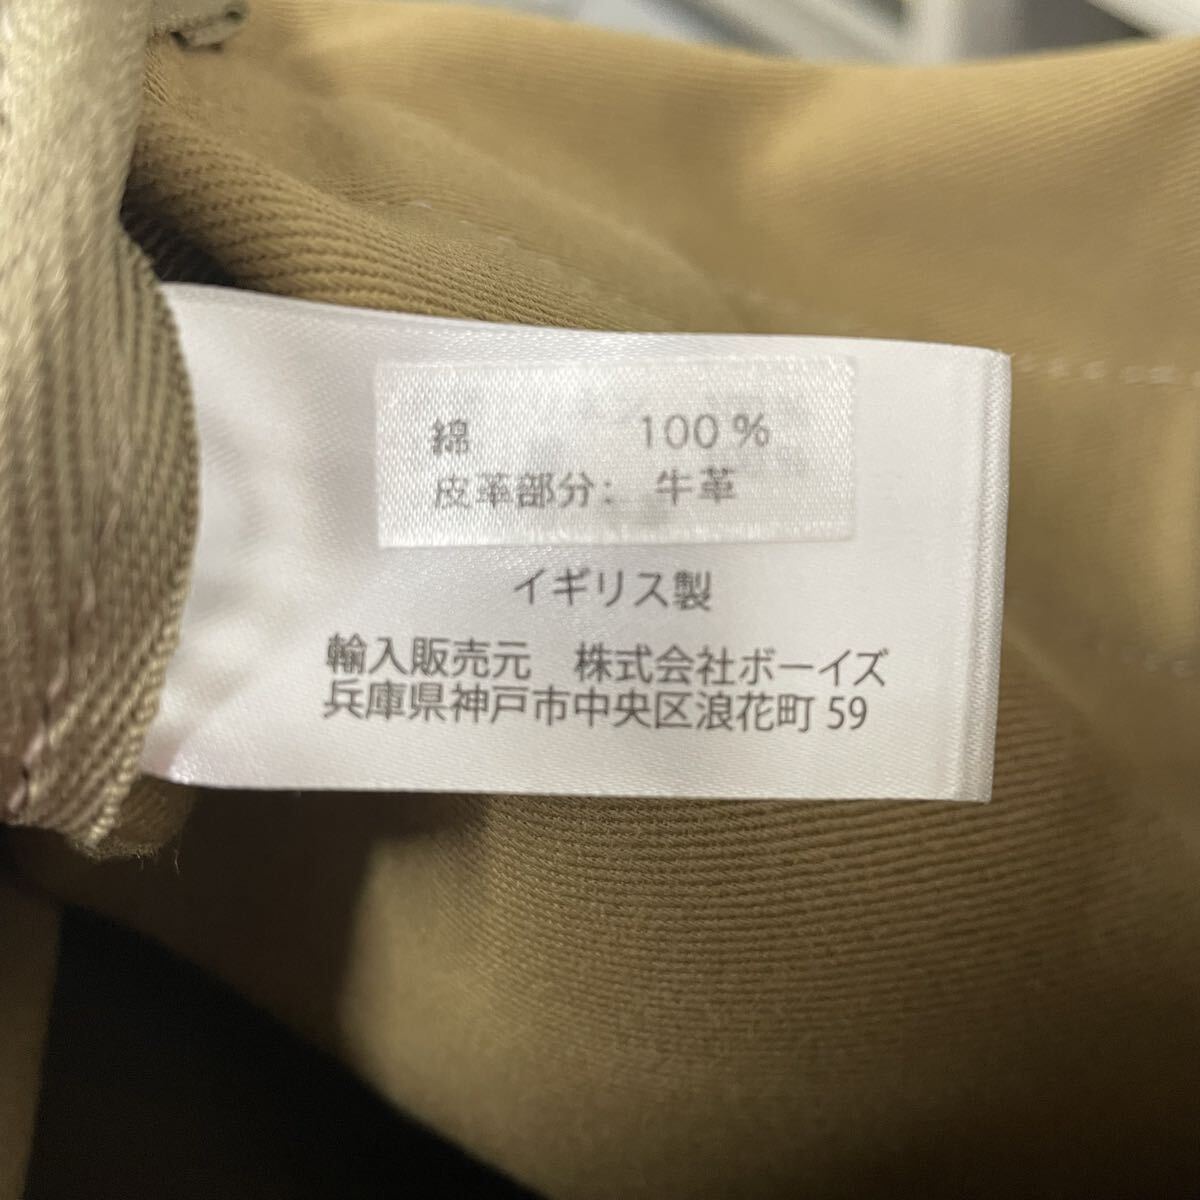 綿 100 %
皮革部分: 牛革
イギリス製
輸入販売元 株式会社ボーイズ
兵庫県神戸市中央区浪花町 59